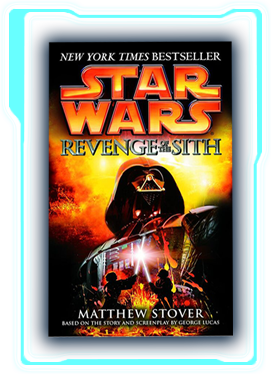 NEW YORK TIMES BESTSELLER
STAR
WARS
REVENGE OF THE SITH
MATTHEW STOVER
BASED ON THE STORY AND SCREENPLAY BY GEORGE LUCAS